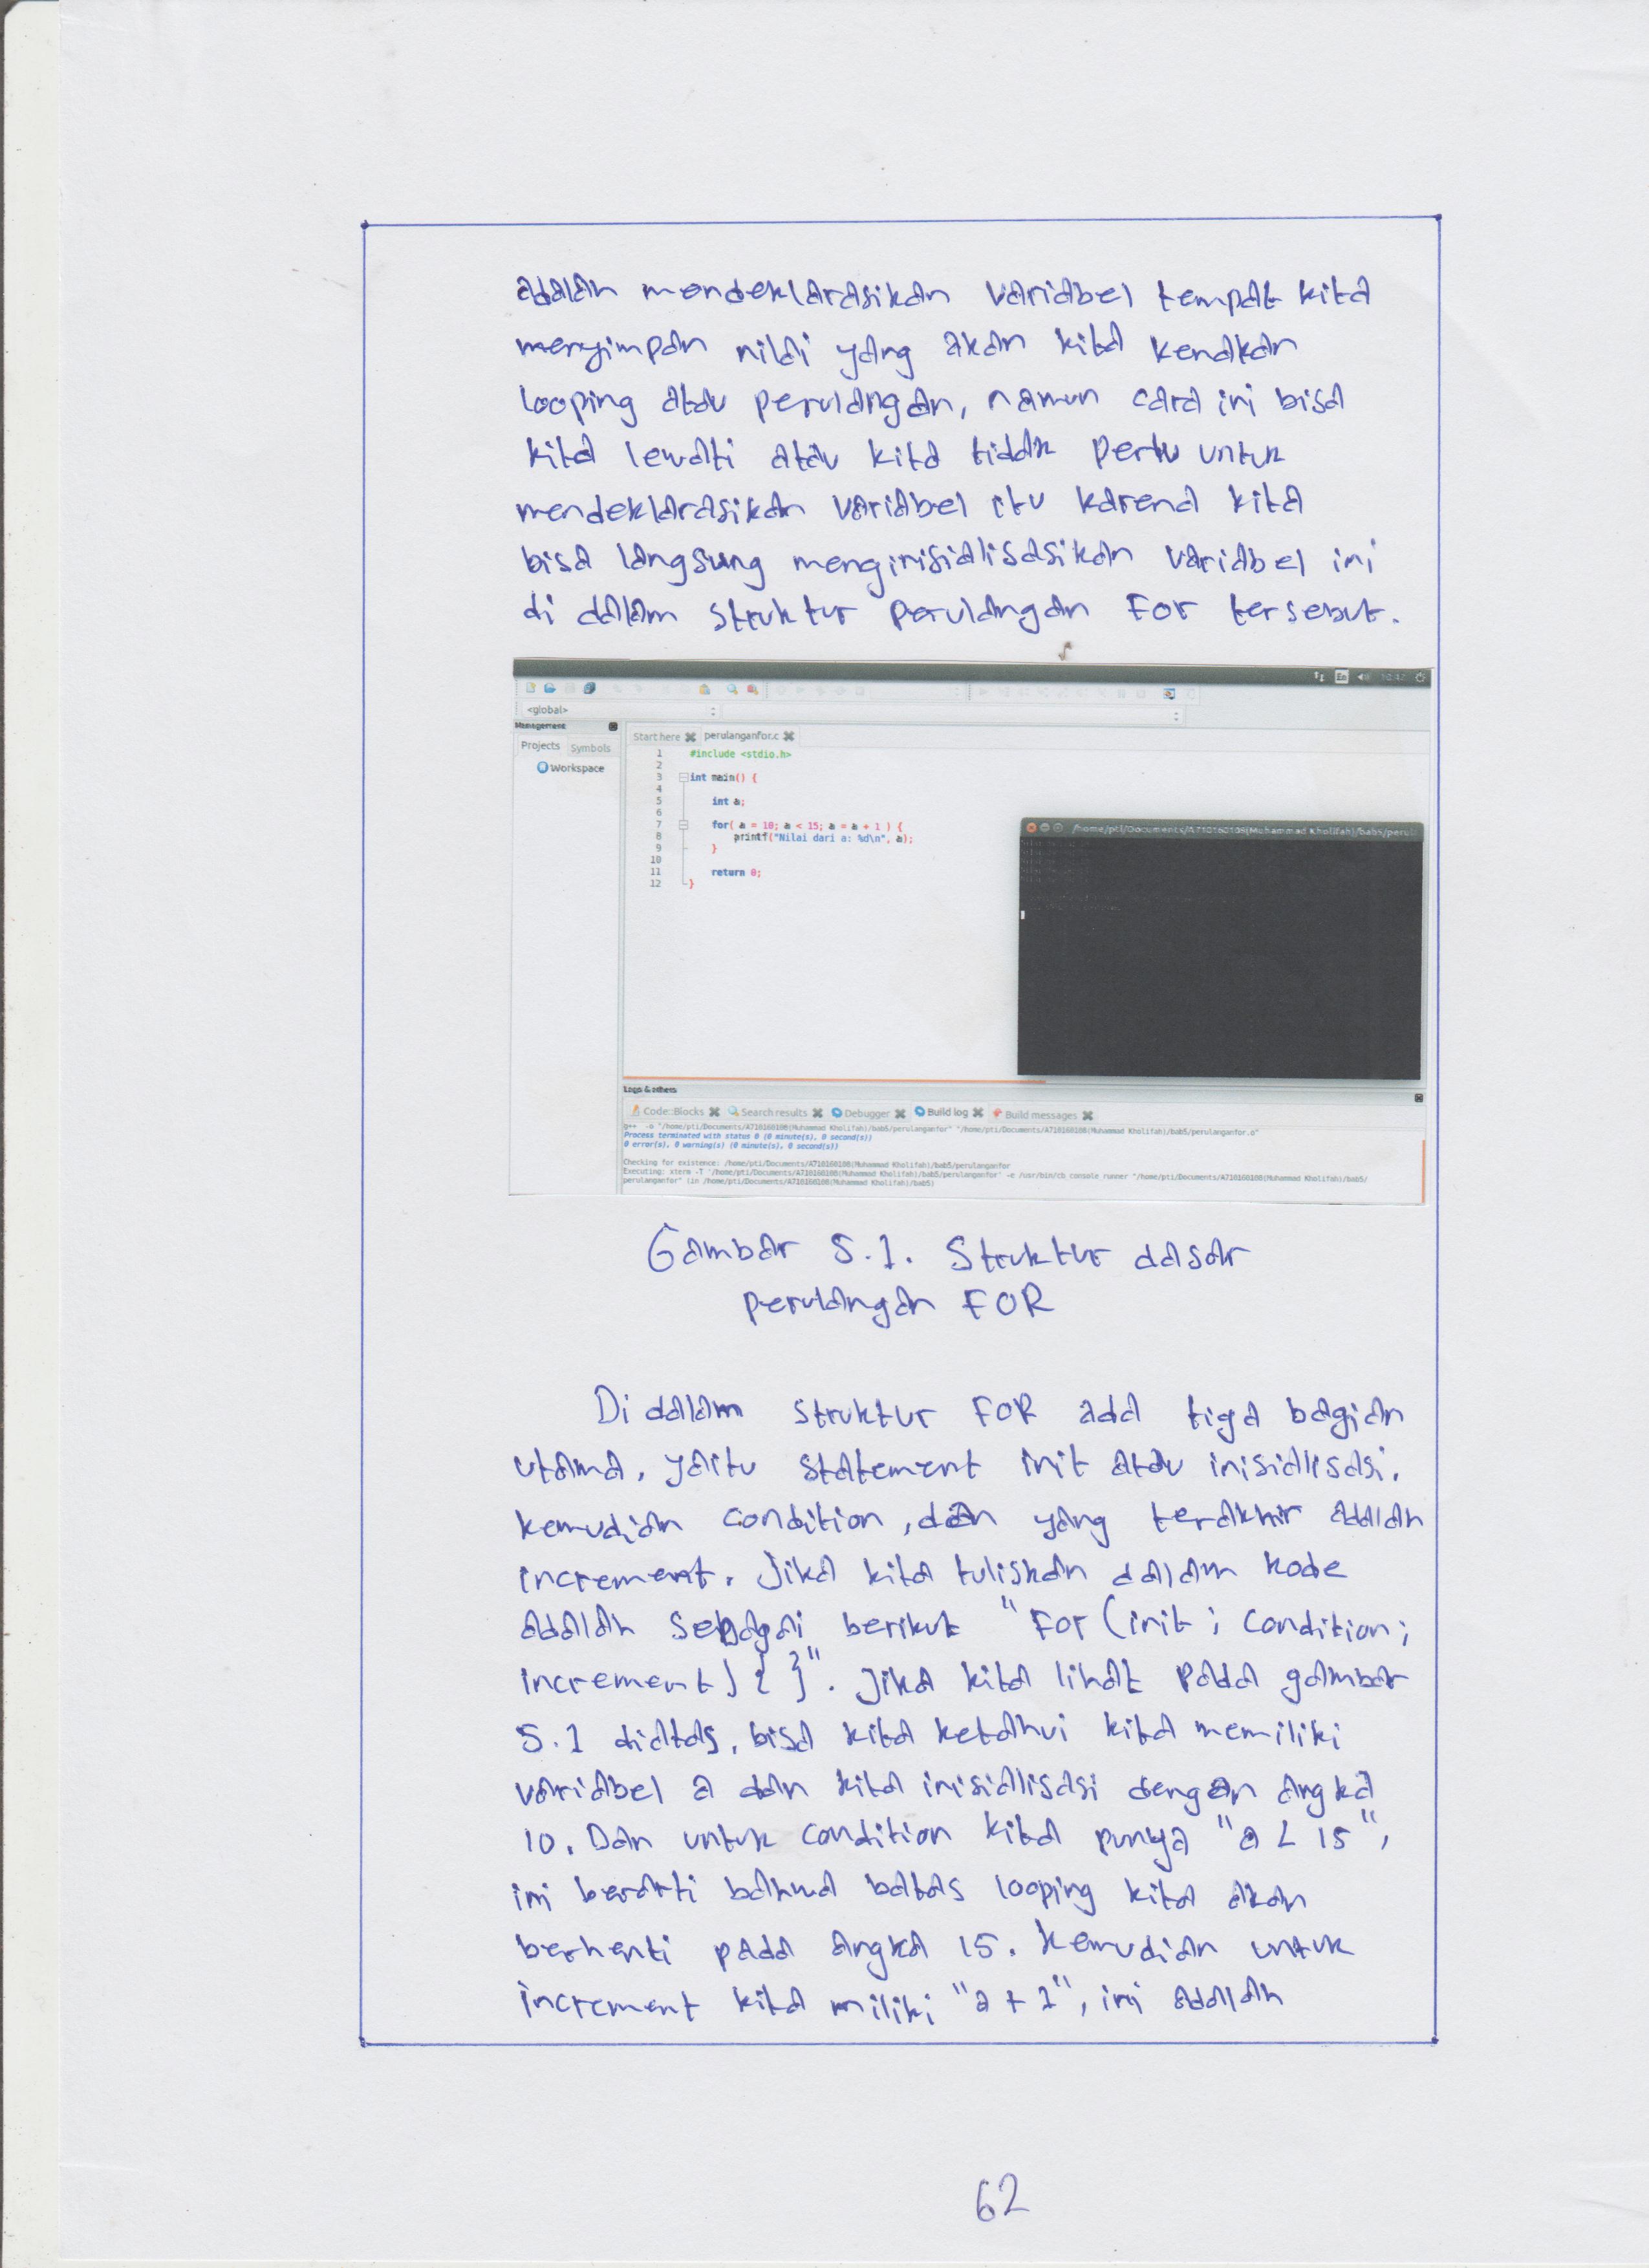 adalah mendeklarasikan variabel tempat kita
menyimpan nilai yang akan kita kenakan
looping atau perulangan, namun cara ini bisa
kita lewati atau kita tidak perlu untuk
mendeklarasikan variabel itu karena kita
bisa langsung menginisialisasikan variabel ini
di dalam struktur perulangan For tersebut.
En 10:47
<global>
Management
Projects Symbols
Workspace
Start here perulanganfor.c
1 #include <stdio.h>
2
3 int main() {
4
5 int a;
6
7 for( a = 10; a < 15; a = a + 1 ) {
8 printf("Nilai dari a: %d\n", a);
9 }
10
11 return 0;
12 }
/home/pti/Documents/A710160108(Muhammad Kholifah)/bab5/perul
Logs & others
Code::Blocks Search results Debugger Build log Build messages
g++ -o "/home/pti/Documents/A710160108(Muhammad Kholifah)/bab5/perulanganfor" "/home/pti/Documents/A710160108(Muhammad Kholifah)/bab5/perulanganfor.o"
Process terminated with status 0 (0 minute(s), 0 second(s))
0 error(s), 0 warning(s) (0 minute(s), 0 second(s))
Checking for existence: /home/pti/Documents/A710160108(Muhammad Kholifah)/bab5/perulanganfor
Executing: xterm -T '/home/pti/Documents/A710160108(Muhammad Kholifah)/bab5/perulanganfor' -e /usr/bin/cb_console_runner "/home/pti/Documents/A710160108(Muhammad Kholifah)/bab5/
perulanganfor" (in /home/pti/Documents/A710160108(Muhammad Kholifah)/bab5)
Gambar 5.1. Struktur dasar
perulangan FOR
Di dalam struktur FOR ada tiga bagian
utama, yaitu statement init atau inisialisasi,
kemudian condition, dan yang terakhir adalah
increment. Jika kita tuliskan dalam kode
adalah sebagai berikut "For (init; condition;
increment) { }". Jika kita lihat pada gambar
5.1 diatas, bisa kita ketahui kita memiliki
variabel a dan kita inisialisasi dengan angka
10. Dan untuk condition kita punya "a < 15",
ini berarti bahwa batas looping kita akan
berhenti pada angka 15. Kemudian untuk
increment kita miliki "a + 1", ini adalah
62